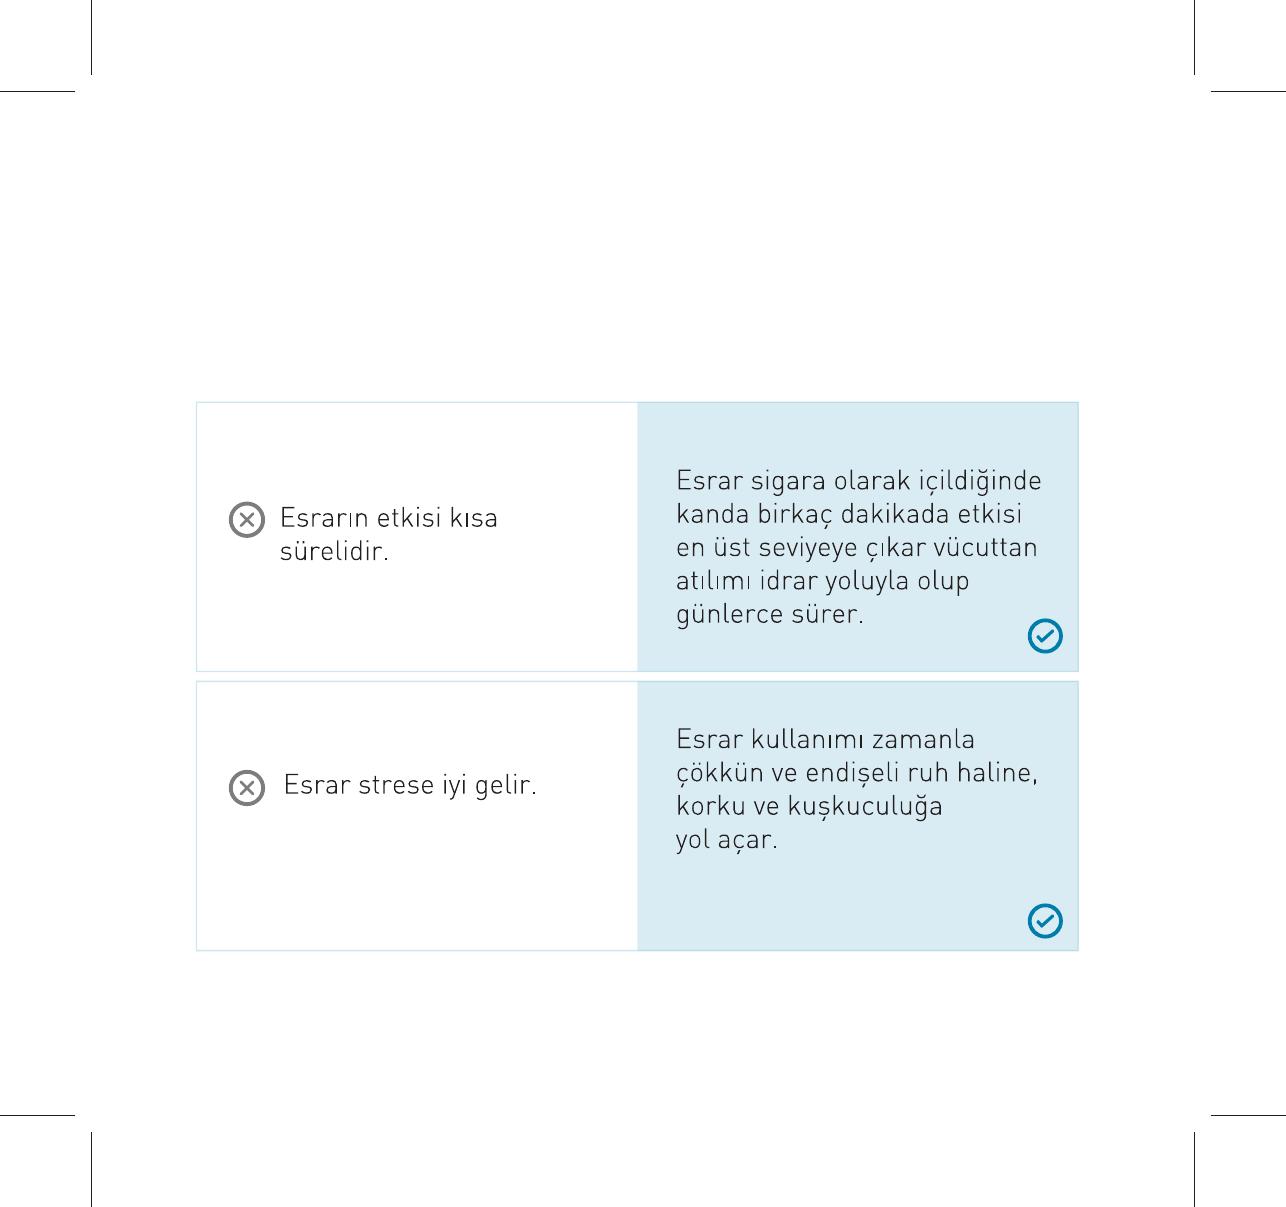 Esrarın etkisi kısa
sürelidir.
Esrar sigara olarak içildiğinde
kanda birkaç dakikada etkisi
en üst seviyeye çıkar vücuttan
atılımı idrar yoluyla olup
günlerce sürer.
Esrar strese iyi gelir.
Esrar kullanımı zamanla
çökkün ve endişeli ruh haline,
korku ve kuşkuculuğa
yol açar.